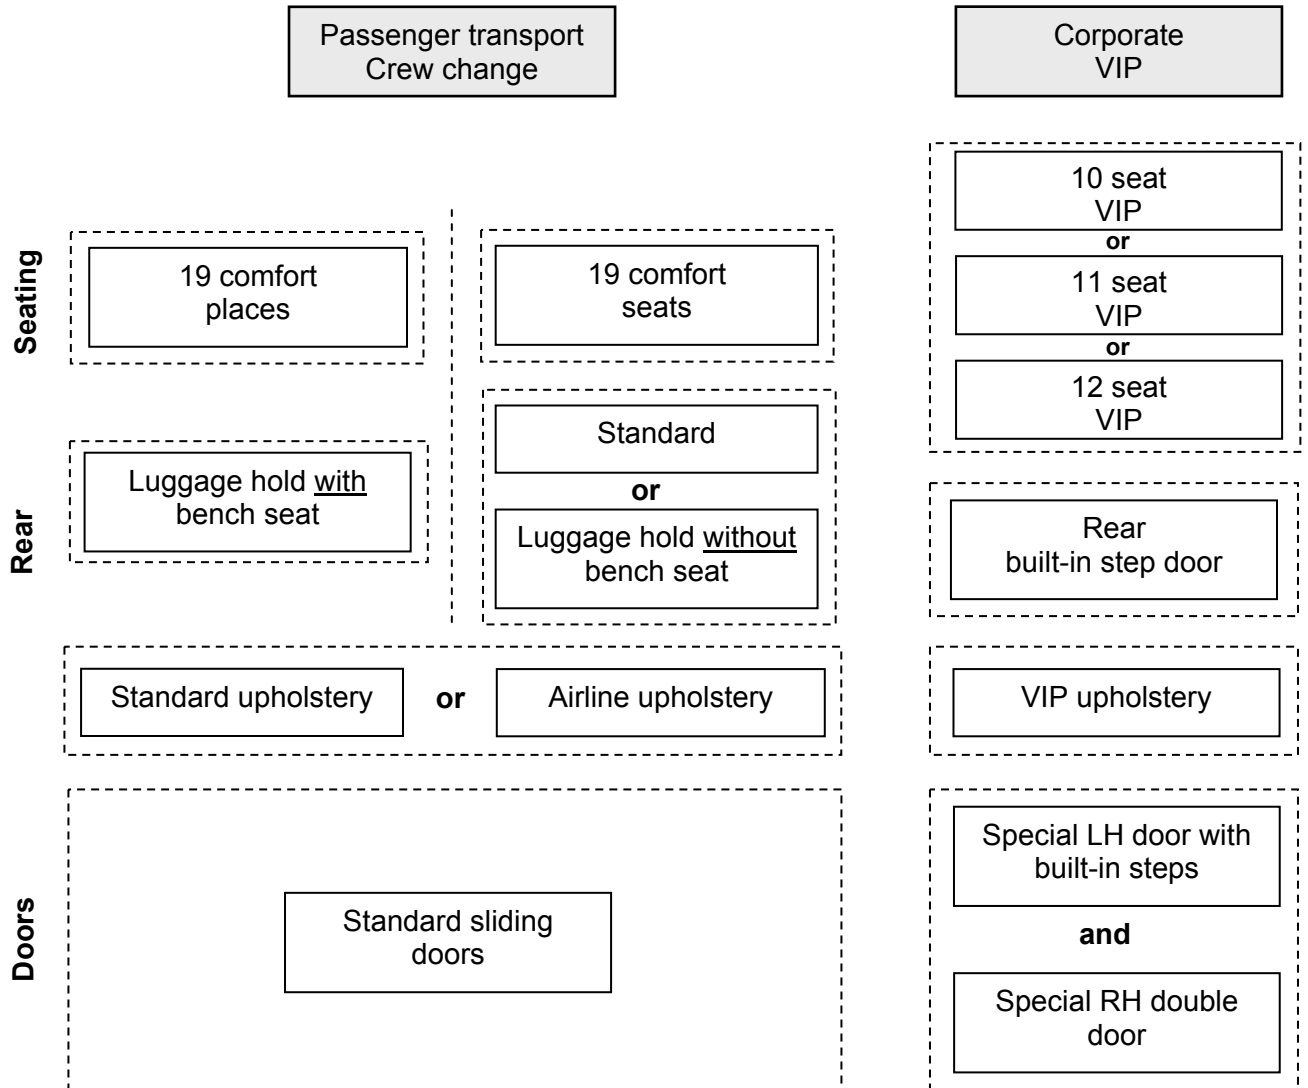 Passenger transport
Crew change
Corporate
VIP
Seating
19 comfort
places
19 comfort
seats
10 seat
VIP
or
11 seat
VIP
or
12 seat
VIP
Rear
Luggage hold with
bench seat
Standard
or
Luggage hold without
bench seat
Rear
built-in step door
Standard upholstery
or
Airline upholstery
VIP upholstery
Doors
Standard sliding
doors
Special LH door with
built-in steps
and
Special RH double
door